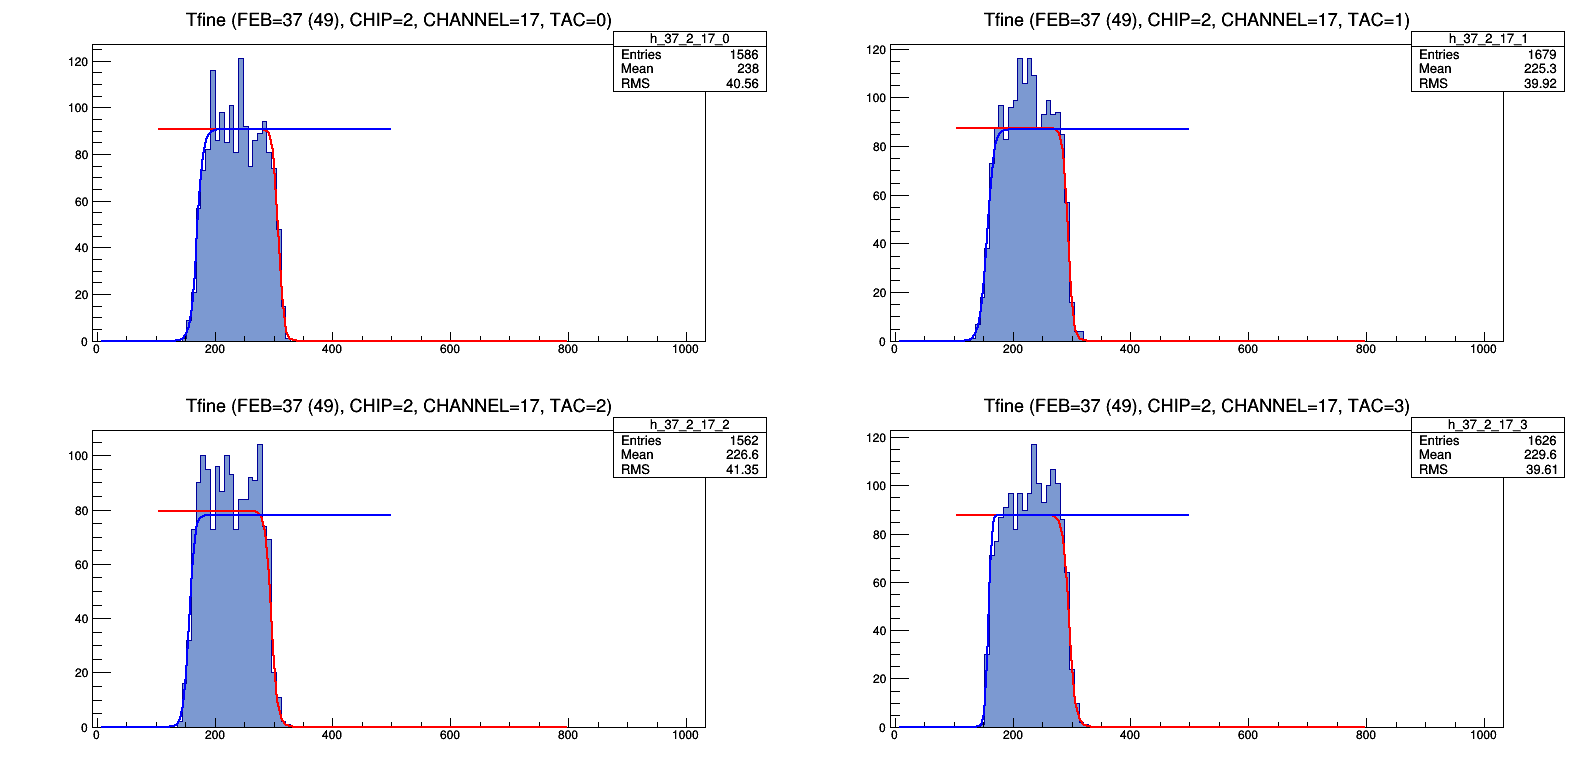 Tfine (FEB=37 (49), CHIP=2, CHANNEL=17, TAC=0)
h_37_2_17_0
Entries 1586
Mean 238
RMS 40.56
120
100
80
60
40
20
0
0 200 400 600 800 1000
Tfine (FEB=37 (49), CHIP=2, CHANNEL=17, TAC=1)
h_37_2_17_1
Entries 1679
Mean 225.3
RMS 39.92
120
100
80
60
40
20
0
0 200 400 600 800 1000
Tfine (FEB=37 (49), CHIP=2, CHANNEL=17, TAC=2)
h_37_2_17_2
Entries 1562
Mean 226.6
RMS 41.35
100
80
60
40
20
0
0 200 400 600 800 1000
Tfine (FEB=37 (49), CHIP=2, CHANNEL=17, TAC=3)
h_37_2_17_3
Entries 1626
Mean 229.6
RMS 39.61
120
100
80
60
40
20
0
0 200 400 600 800 1000